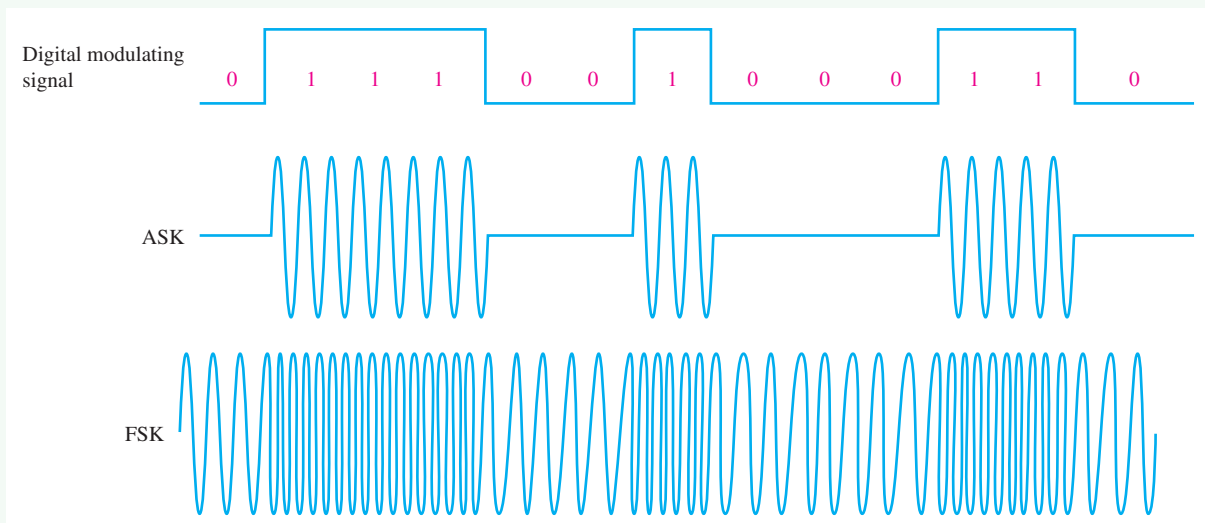 Digital modulating
signal
0 1 1 1 0 0 1 0 0 0 1 1 0
ASK
FSK